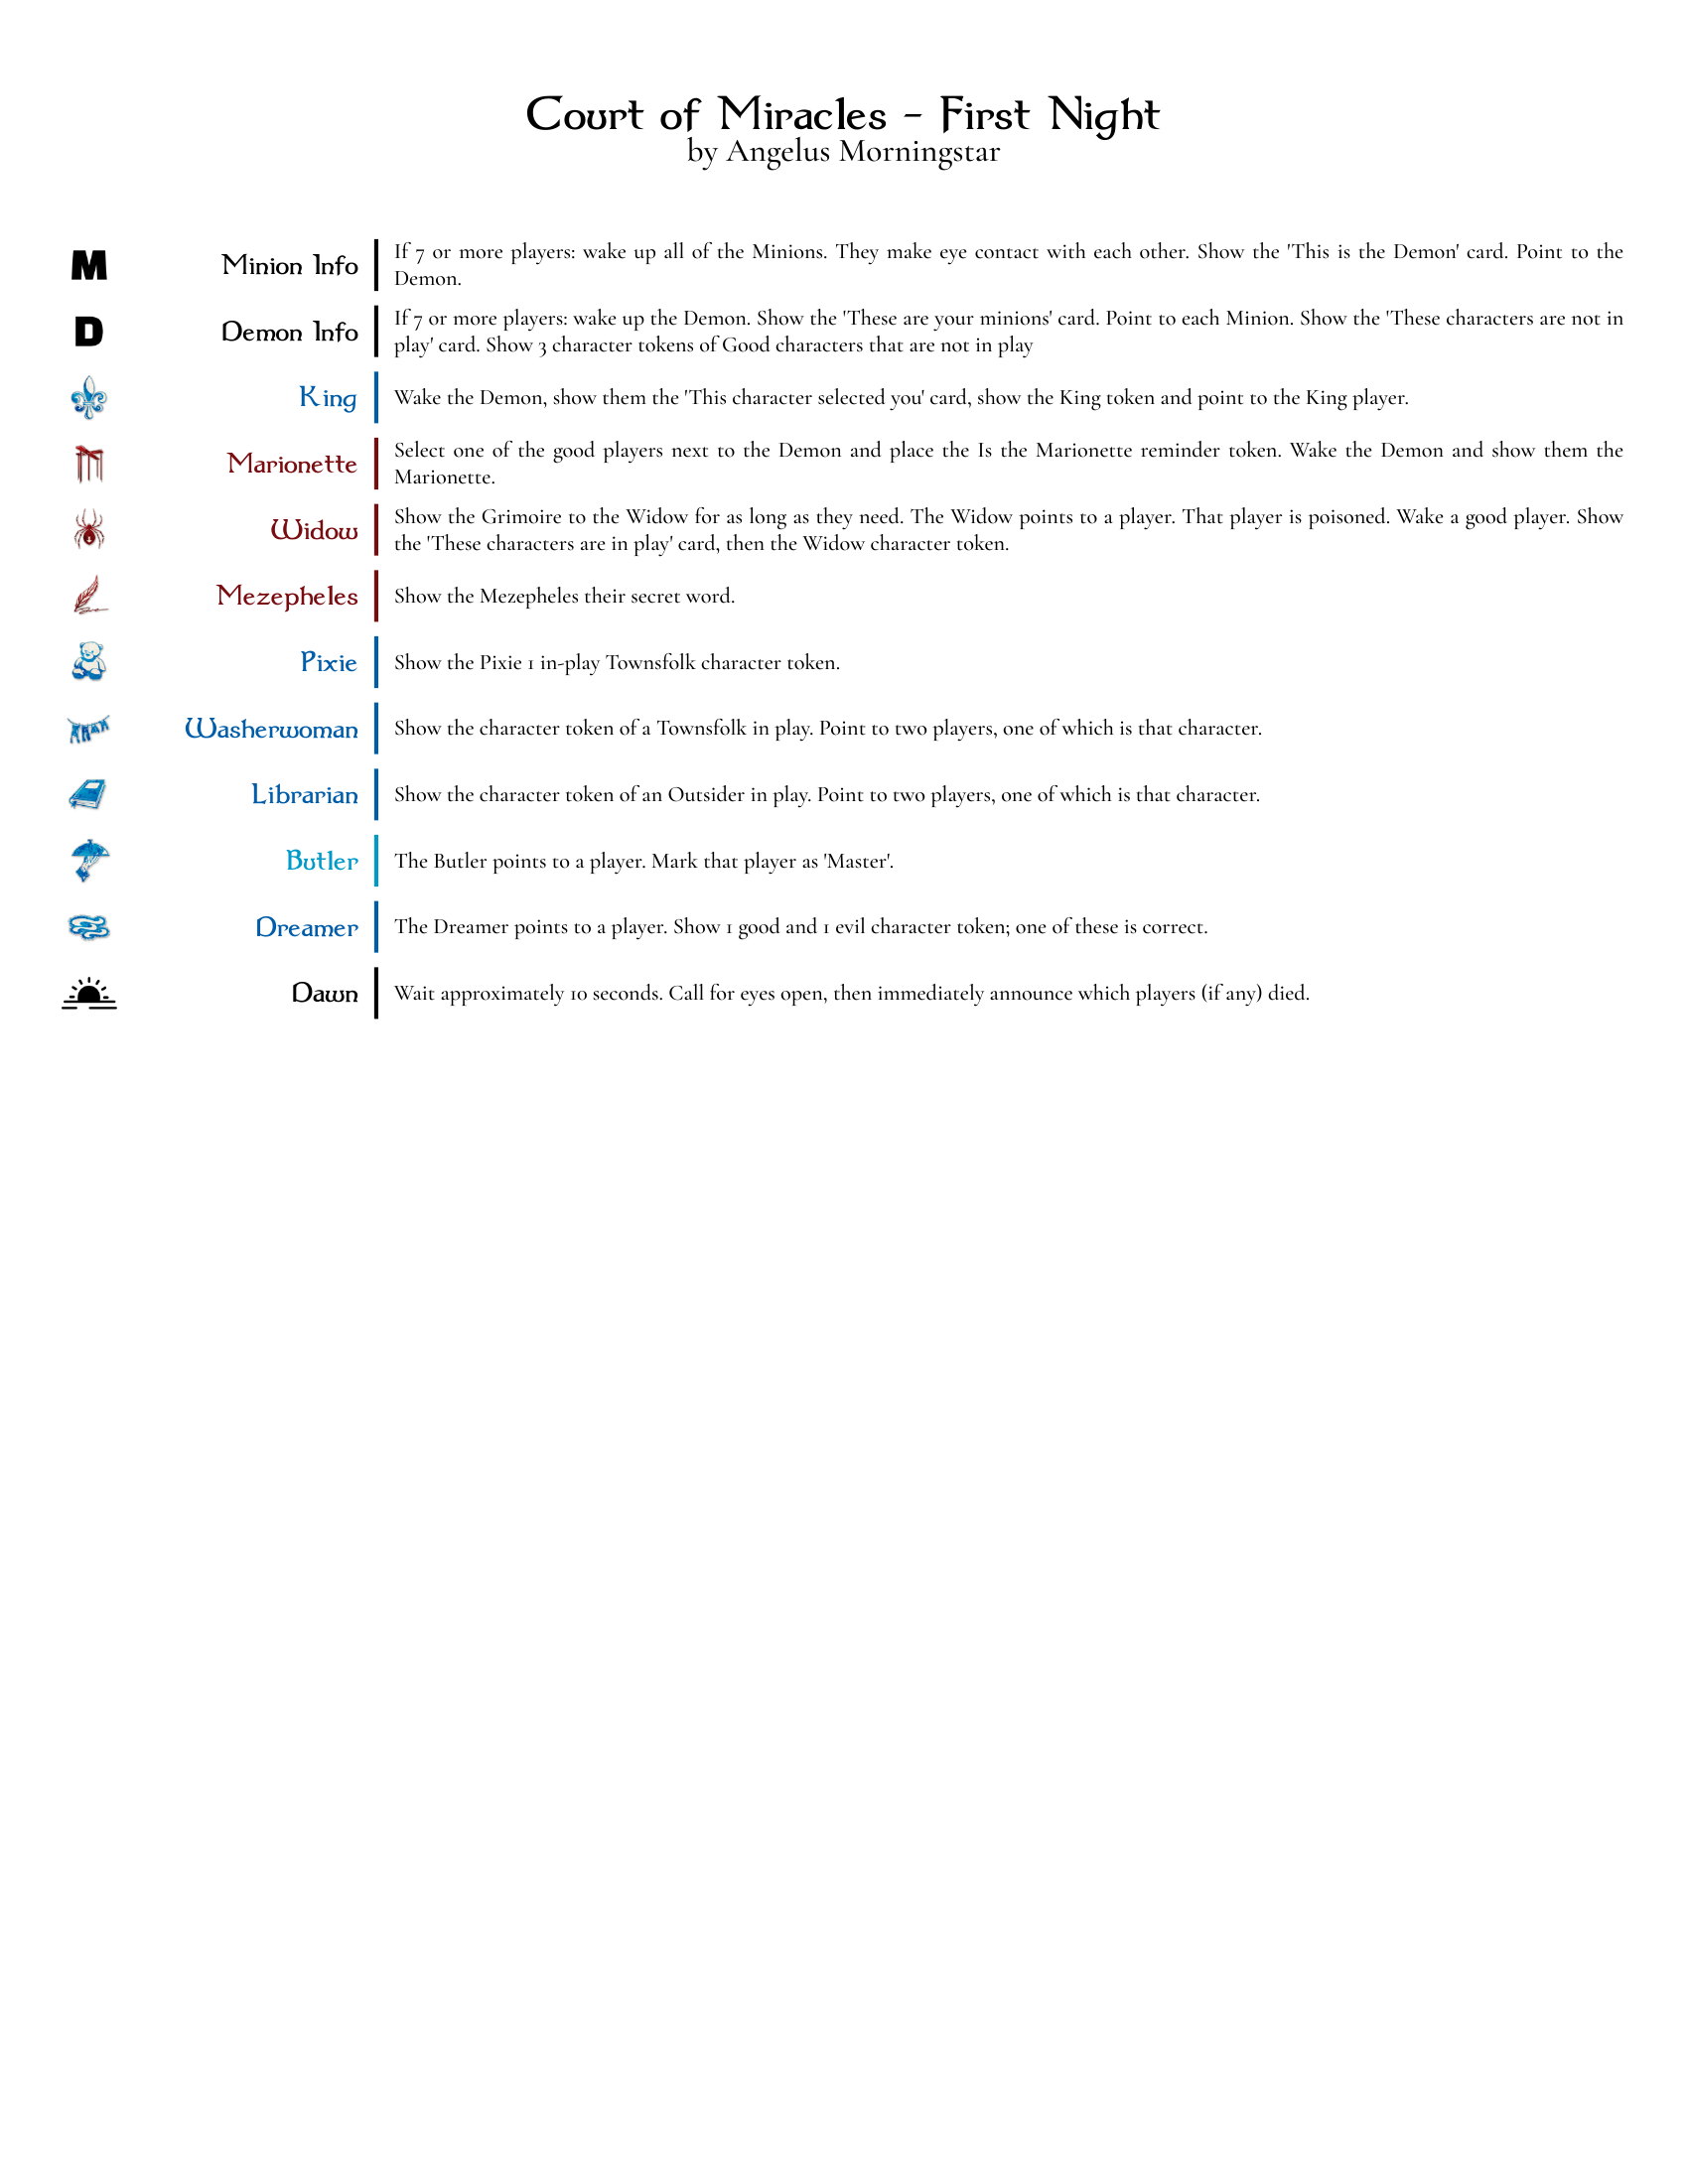 Court of Miracles - First Night
by Angelus Morningstar
M
Minion Info
If 7 or more players: wake up all of the Minions. They make eye contact with each other. Show the 'This is the Demon' card. Point to the
Demon.
D
Demon Info
If 7 or more players: wake up the Demon. Show the 'These are your minions' card. Point to each Minion. Show the 'These characters are not in
play' card. Show 3 character tokens of Good characters that are not in play
King
Wake the Demon, show them the 'This character selected you' card, show the King token and point to the King player.
Marionette
Select one of the good players next to the Demon and place the Is the Marionette reminder token. Wake the Demon and show them the
Marionette.
Widow
Show the Grimoire to the Widow for as long as they need. The Widow points to a player. That player is poisoned. Wake a good player. Show
the 'These characters are in play' card, then the Widow character token.
Mezepheles
Show the Mezepheles their secret word.
Pixie
Show the Pixie 1 in-play Townsfolk character token.
Washerwoman
Show the character token of a Townsfolk in play. Point to two players, one of which is that character.
Librarian
Show the character token of an Outsider in play. Point to two players, one of which is that character.
Butler
The Butler points to a player. Mark that player as 'Master'.
Dreamer
The Dreamer points to a player. Show 1 good and 1 evil character token; one of these is correct.
Dawn
Wait approximately 10 seconds. Call for eyes open, then immediately announce which players (if any) died.